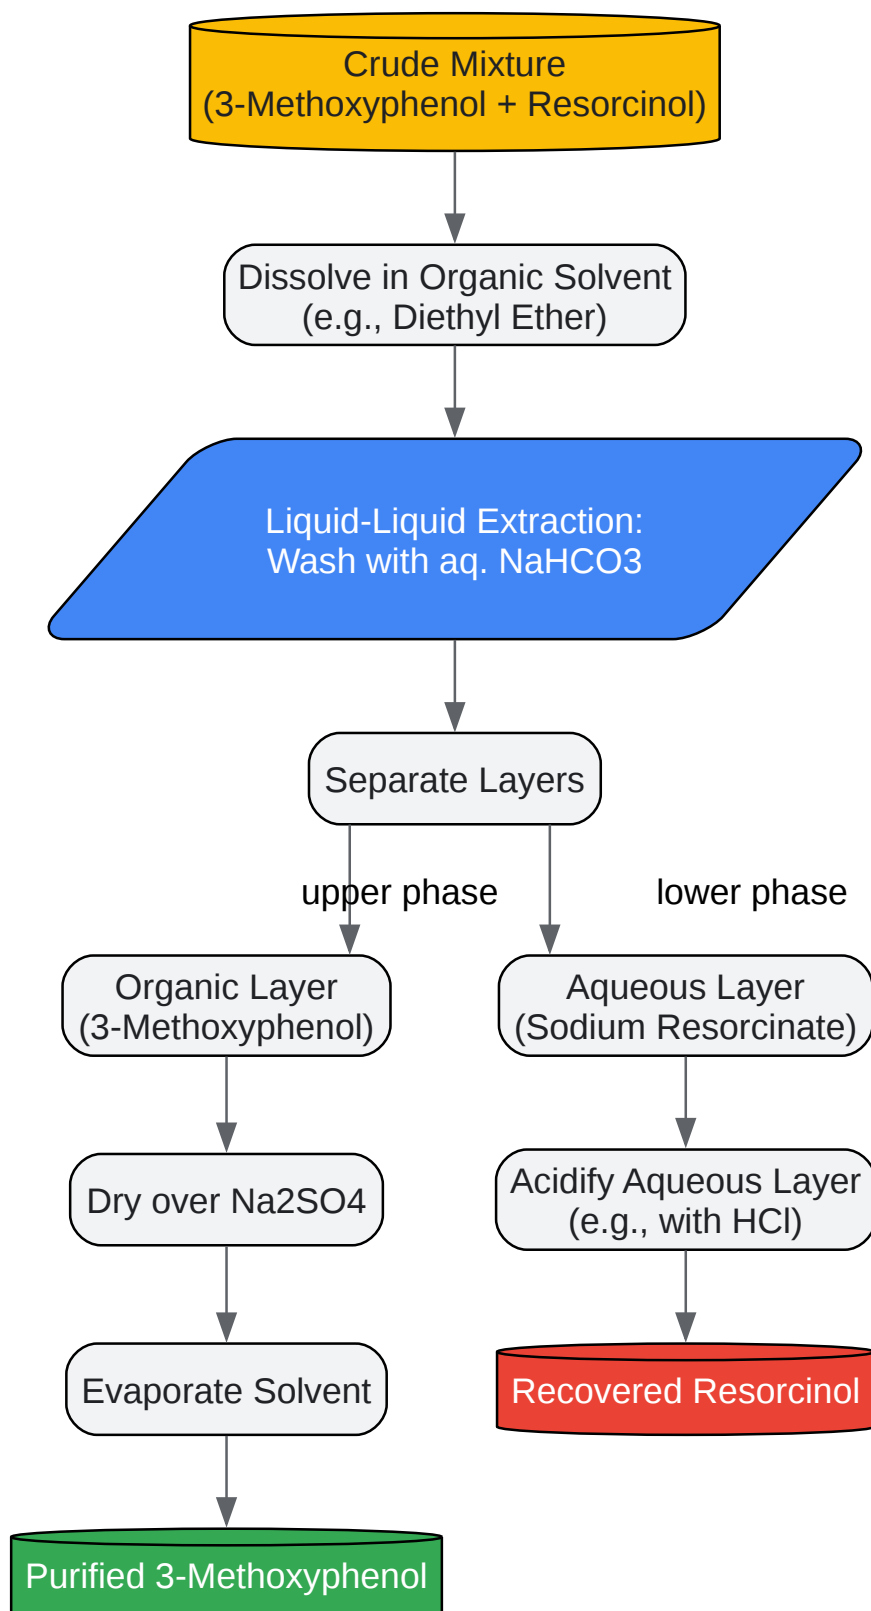 Crude Mixture
(3-Methoxyphenol + Resorcinol)
Dissolve in Organic Solvent
(e.g., Diethyl Ether)
Liquid-Liquid Extraction:
Wash with aq. NaHCO3
Separate Layers
upper phase
lower phase
Organic Layer
(3-Methoxyphenol)
Aqueous Layer
(Sodium Resorcinate)
Dry over Na2SO4
Acidify Aqueous Layer
(e.g., with HCl)
Evaporate Solvent
Recovered Resorcinol
Purified 3-Methoxyphenol